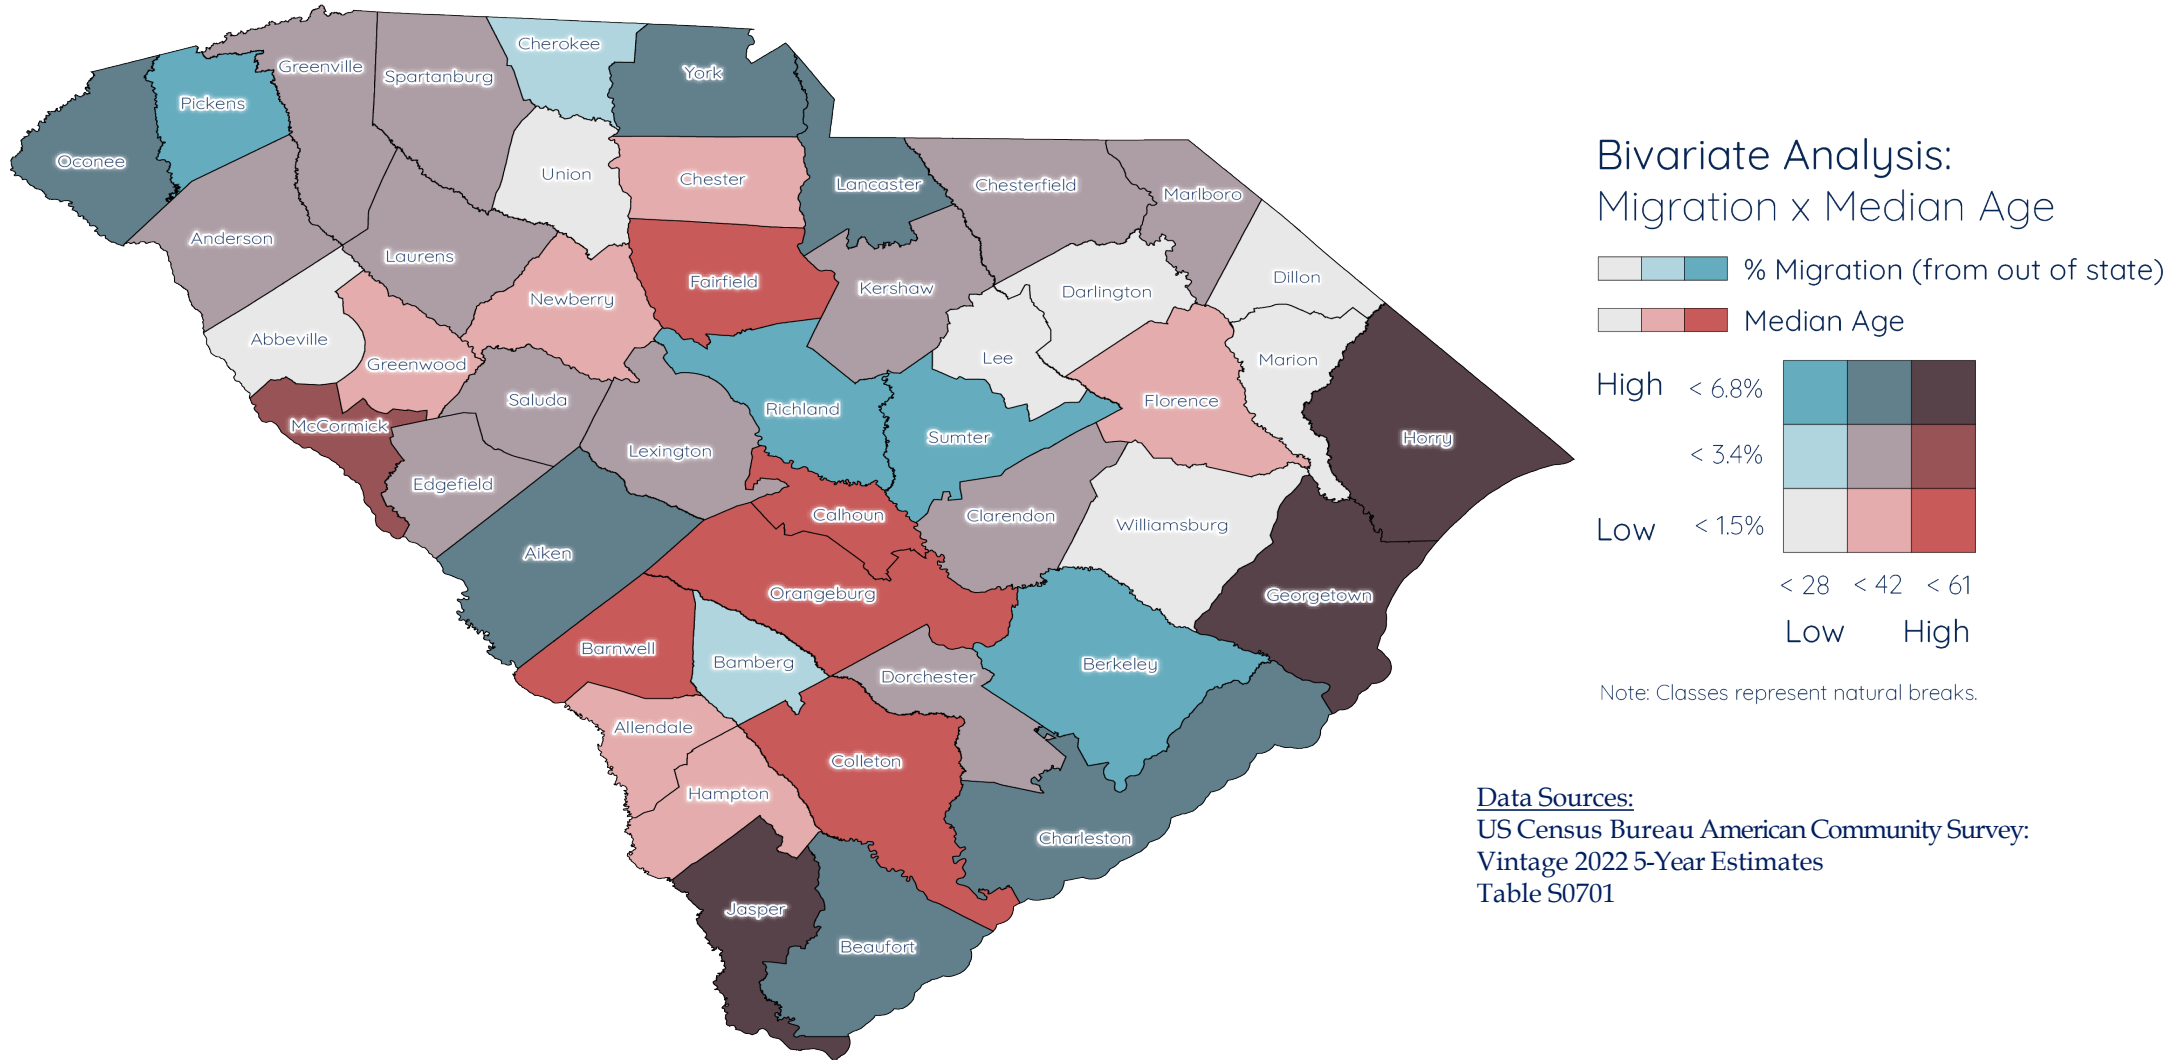 Cherokee
Greenville
Spartanburg
York
Pickens
Oconee
Union
Chester
Lancaster
Chesterfield
Marlboro
Anderson
Laurens
Fairfield
Kershaw
Darlington
Dillon
Newberry
Abbeville
Greenwood
Lee
Marion
Saluda
Richland
Florence
McCormick
Lexington
Sumter
Horry
Edgefield
Calhoun
Clarendon
Williamsburg
Aiken
Orangeburg
Georgetown
Barnwell
Bamberg
Dorchester
Berkeley
Allendale
Colleton
Hampton
Charleston
Jasper
Beaufort
Bivariate Analysis:
Migration x Median Age
% Migration (from out of state)
Median Age
High < 6.8%
< 3.4%
Low < 1.5%
< 28 < 42 < 61
Low High
Note: Classes represent natural breaks.
Data Sources:
US Census Bureau American Community Survey:
Vintage 2022 5-Year Estimates
Table S0701